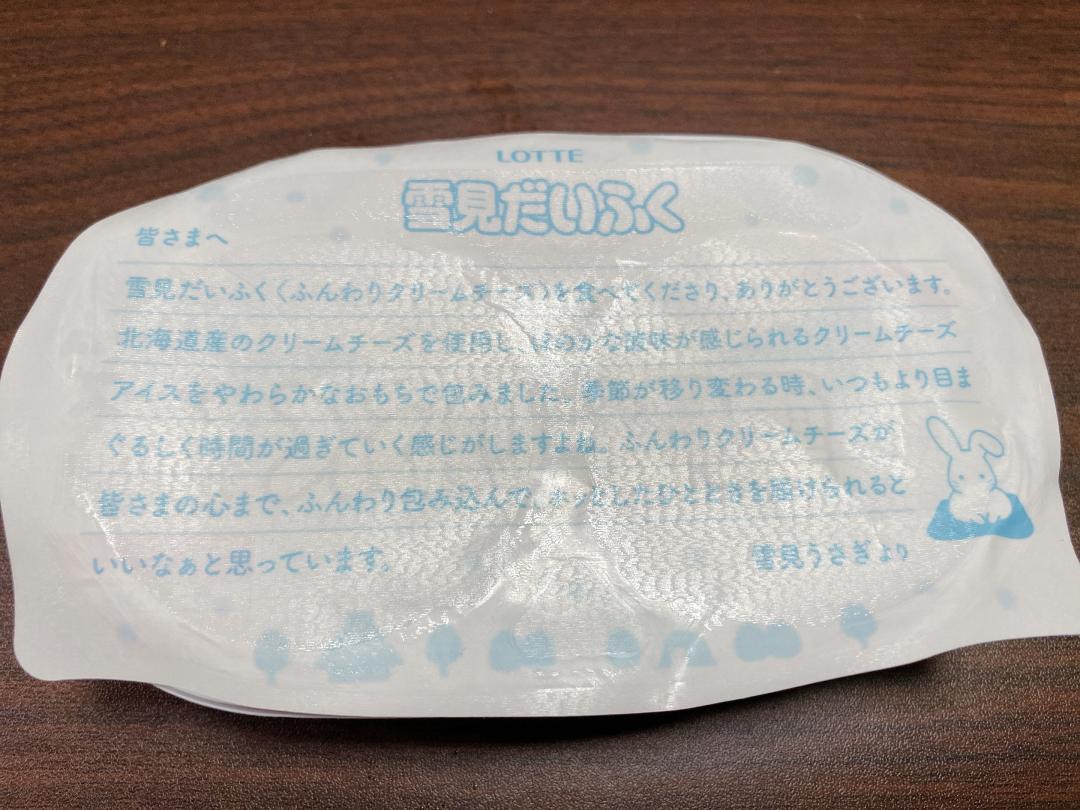 LOTTE
雪見だいふく
皆さまへ
雪見だいふく〈ふんわりクリームチーズ〉を食べてくださり、ありがとうございます。
北海道産のクリームチーズを使用し、ほのかな酸味が感じられるクリームチーズ
アイスをやわらかなおもちで包みました。季節が移り変わる時、いつもより目ま
ぐるしく時間が過ぎていく感じがしますよね。ふんわりクリームチーズが
皆さまの心まで、ふんわり包み込んで、ホッとしたひとときを届けられると
いいなぁと思っています。
雪見うさぎより